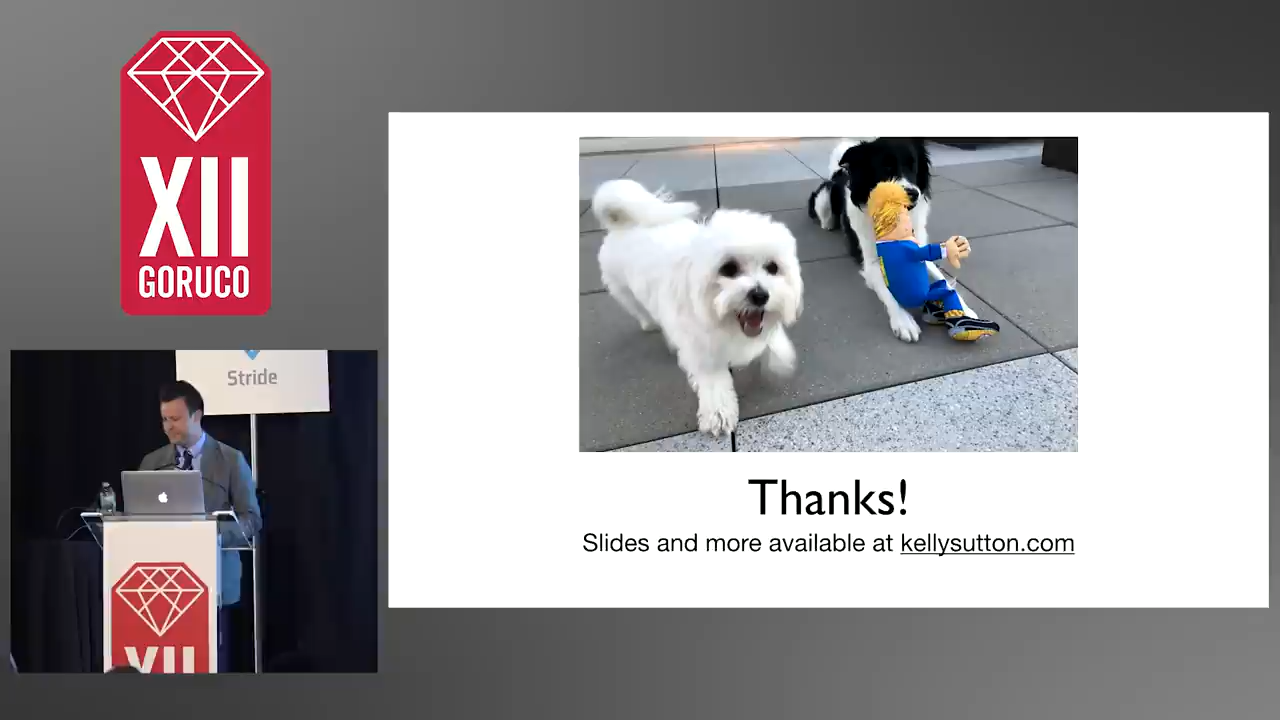 XII
GORUCO
Stride
XII
Thanks!
Slides and more available at kellysutton.com